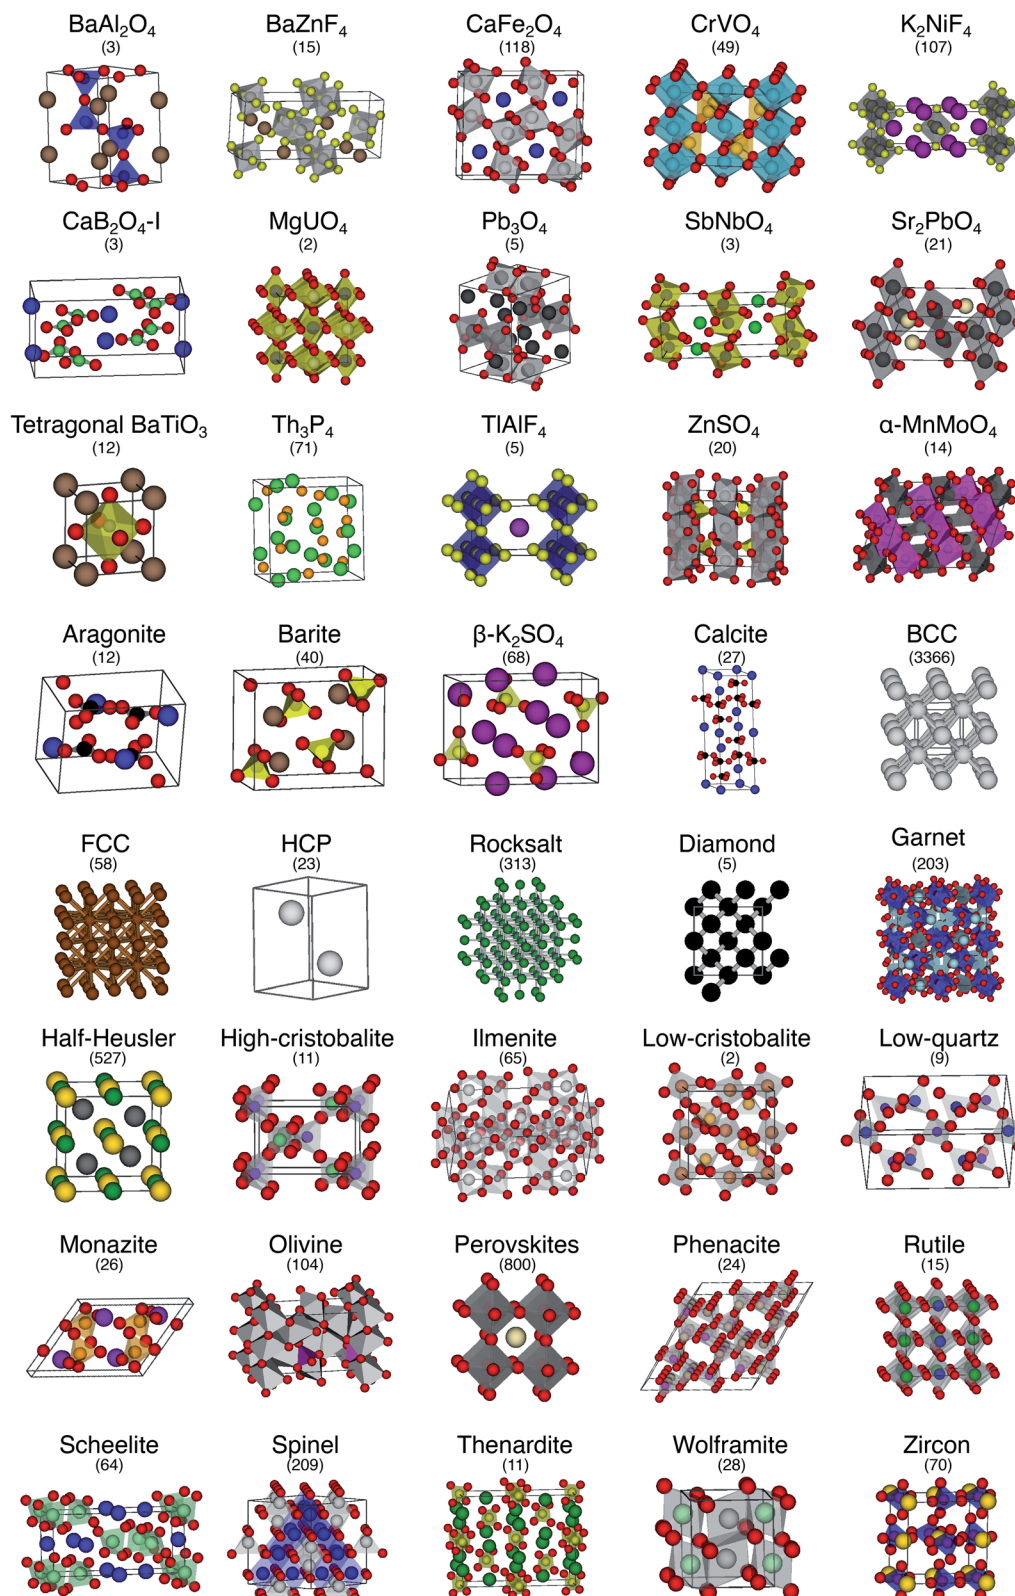 BaAl₂O₄ BaZnF₄ CaFe₂O₄ CrVO₄ K₂NiF₄
(3) (15) (118) (49) (107)
CaB₂O₄-I MgUO₄ Pb₃O₄ SbNbO₄ Sr₂PbO₄
(3) (2) (5) (3) (21)
Tetragonal BaTiO₃ Th₃P₄ TlAlF₄ ZnSO₄ α-MnMoO₄
(12) (71) (5) (20) (14)
Aragonite Barite β-K₂SO₄ Calcite BCC
(12) (40) (68) (27) (3366)
FCC HCP Rocksalt Diamond Garnet
(58) (23) (313) (5) (203)
Half-Heusler High-cristobalite Ilmenite Low-cristobalite Low-quartz
(527) (11) (65) (2) (9)
Monazite Olivine Perovskites Phenacite Rutile
(26) (104) (800) (24) (15)
Scheelite Spinel Thenardite Wolframite Zircon
(64) (209) (11) (28) (70)